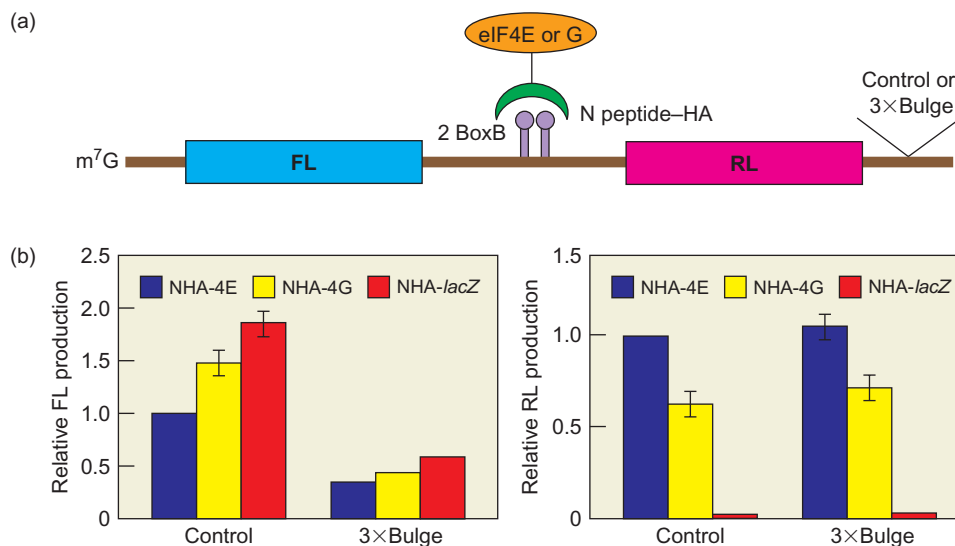 (a)
eIF4E or G
Control or
3×Bulge
N peptide–HA
2 BoxB
m⁷G
FL
RL
(b)
Relative FL production
2.5
2.0
1.5
1.0
0.5
0
NHA-4E
NHA-4G
NHA-lacZ
Control
3×Bulge
Relative RL production
1.5
1.0
0.5
0
NHA-4E
NHA-4G
NHA-lacZ
Control
3×Bulge